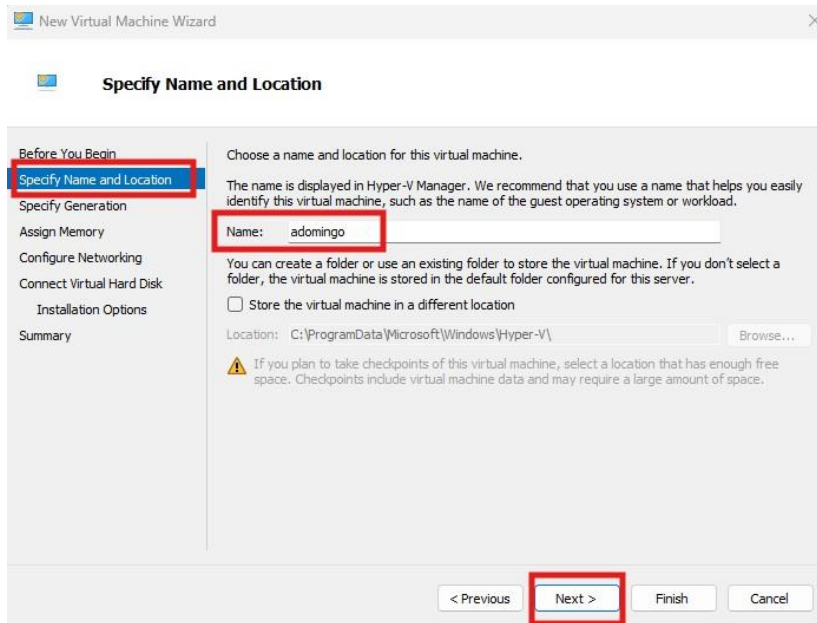 New Virtual Machine Wizard
Specify Name and Location
Before You Begin
Specify Name and Location
Specify Generation
Assign Memory
Configure Networking
Connect Virtual Hard Disk
Installation Options
Summary
Choose a name and location for this virtual machine.
The name is displayed in Hyper-V Manager. We recommend that you use a name that helps you easily
identify this virtual machine, such as the name of the guest operating system or workload.
Name: adomingo
You can create a folder or use an existing folder to store the virtual machine. If you don't select a
folder, the virtual machine is stored in the default folder configured for this server.
Store the virtual machine in a different location
Location: C:\ProgramData\Microsoft\Windows\Hyper-V\ Browse...
If you plan to take checkpoints of this virtual machine, select a location that has enough free
space. Checkpoints include virtual machine data and may require a large amount of space.
< Previous Next > Finish Cancel